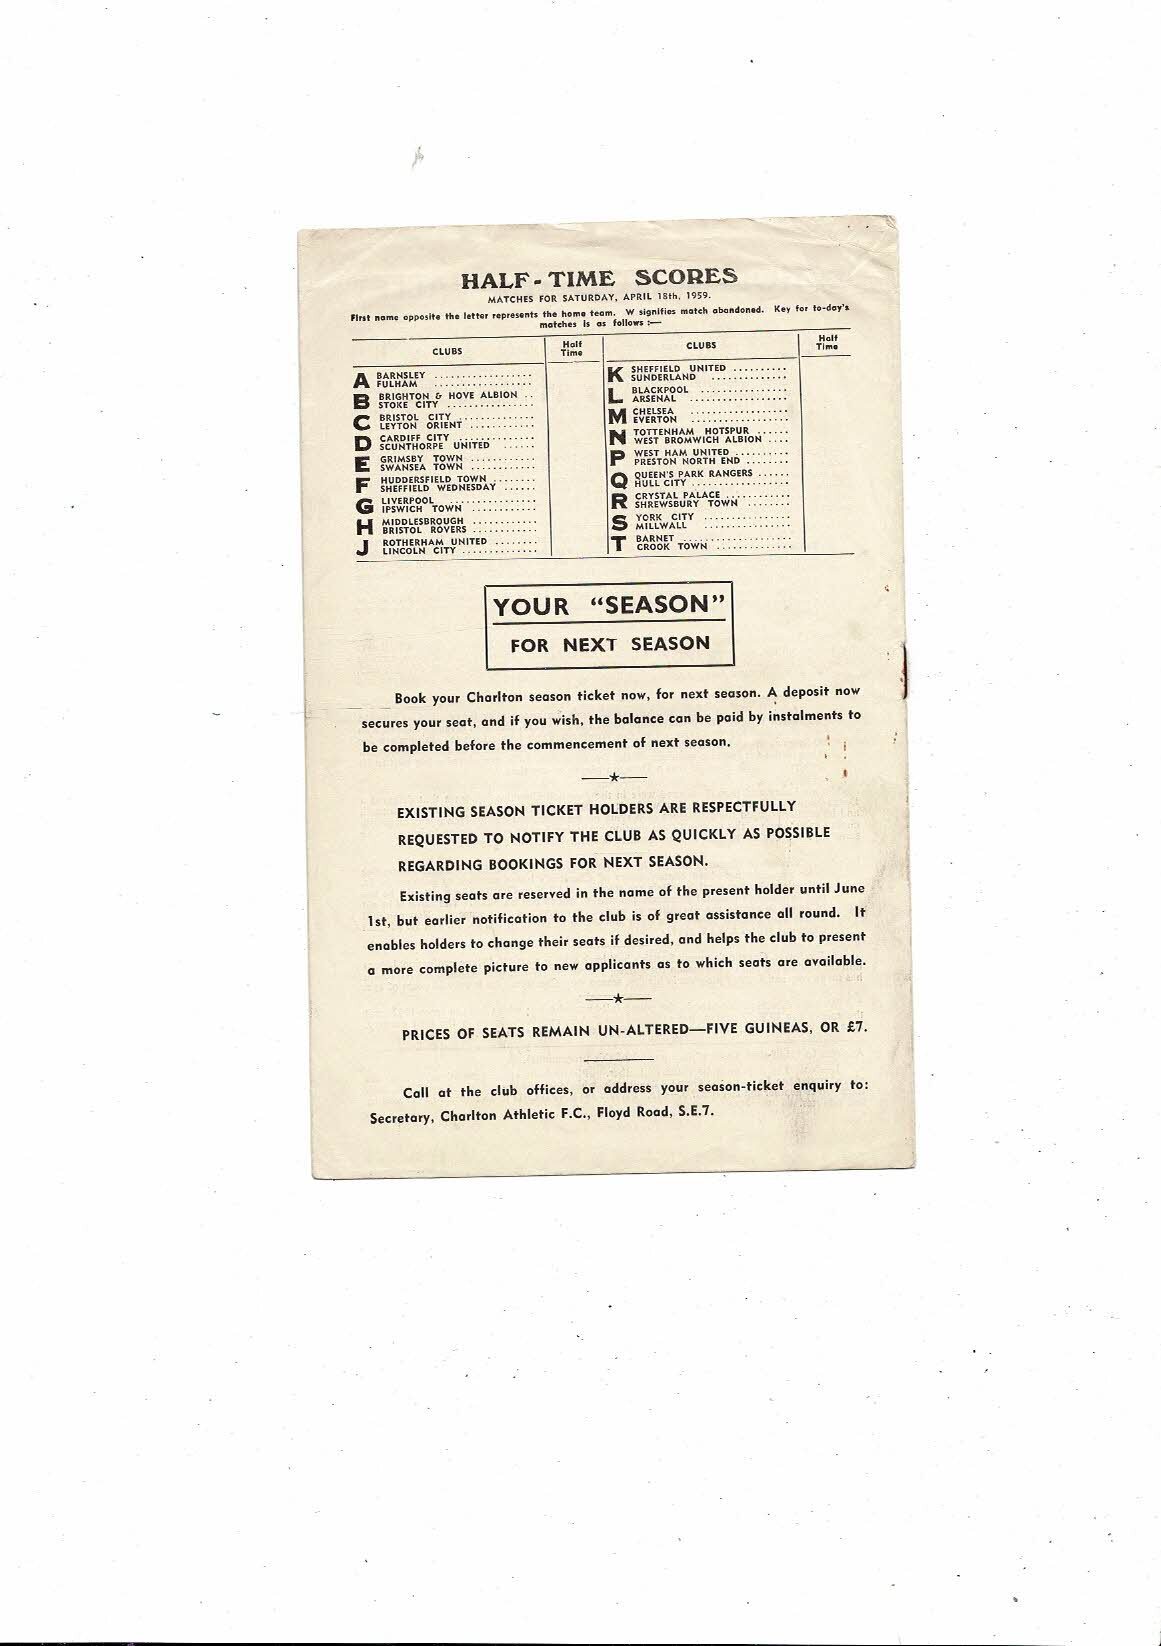 HALF-TIME SCORES
MATCHES FOR SATURDAY, APRIL 18th, 1959.
First name opposite the letter represents the home team. W signifies match abandoned. Key for to-day's
matches is as follows :—
CLUBS
Half
Time
A BARNSLEY ..................
FULHAM ..................
B BRIGHTON & HOVE ALBION ..
STOKE CITY ................
C BRISTOL CITY ..............
LEYTON ORIENT ............
D CARDIFF CITY ..............
SCUNTHORPE UNITED ......
E GRIMSBY TOWN ............
SWANSEA TOWN ............
F HUDDERSFIELD TOWN ........
SHEFFIELD WEDNESDAY ......
G LIVERPOOL ..................
IPSWICH TOWN ............
H MIDDLESBROUGH ............
BRISTOL ROVERS ............
J ROTHERHAM UNITED ........
LINCOLN CITY ..............
CLUBS
Half
Time
K SHEFFIELD UNITED ..........
SUNDERLAND ..............
L BLACKPOOL ................
ARSENAL ..................
M CHELSEA ..................
EVERTON ..................
N TOTTENHAM HOTSPUR ......
WEST BROMWICH ALBION ....
P WEST HAM UNITED ..........
PRESTON NORTH END ........
Q QUEEN'S PARK RANGERS ......
HULL CITY ..................
R CRYSTAL PALACE ............
SHREWSBURY TOWN ........
S YORK CITY ................
MILLWALL ................
T BARNET ....................
CROOK TOWN ..............
YOUR “SEASON”
FOR NEXT SEASON
Book your Charlton season ticket now, for next season. A deposit now
secures your seat, and if you wish, the balance can be paid by instalments to
be completed before the commencement of next season.
—★—
EXISTING SEASON TICKET HOLDERS ARE RESPECTFULLY
REQUESTED TO NOTIFY THE CLUB AS QUICKLY AS POSSIBLE
REGARDING BOOKINGS FOR NEXT SEASON.
Existing seats are reserved in the name of the present holder until June
1st, but earlier notification to the club is of great assistance all round. It
enables holders to change their seats if desired, and helps the club to present
a more complete picture to new applicants as to which seats are available.
—★—
PRICES OF SEATS REMAIN UN-ALTERED—FIVE GUINEAS, OR £7.
Call at the club offices, or address your season-ticket enquiry to:
Secretary, Charlton Athletic F.C., Floyd Road, S.E.7.